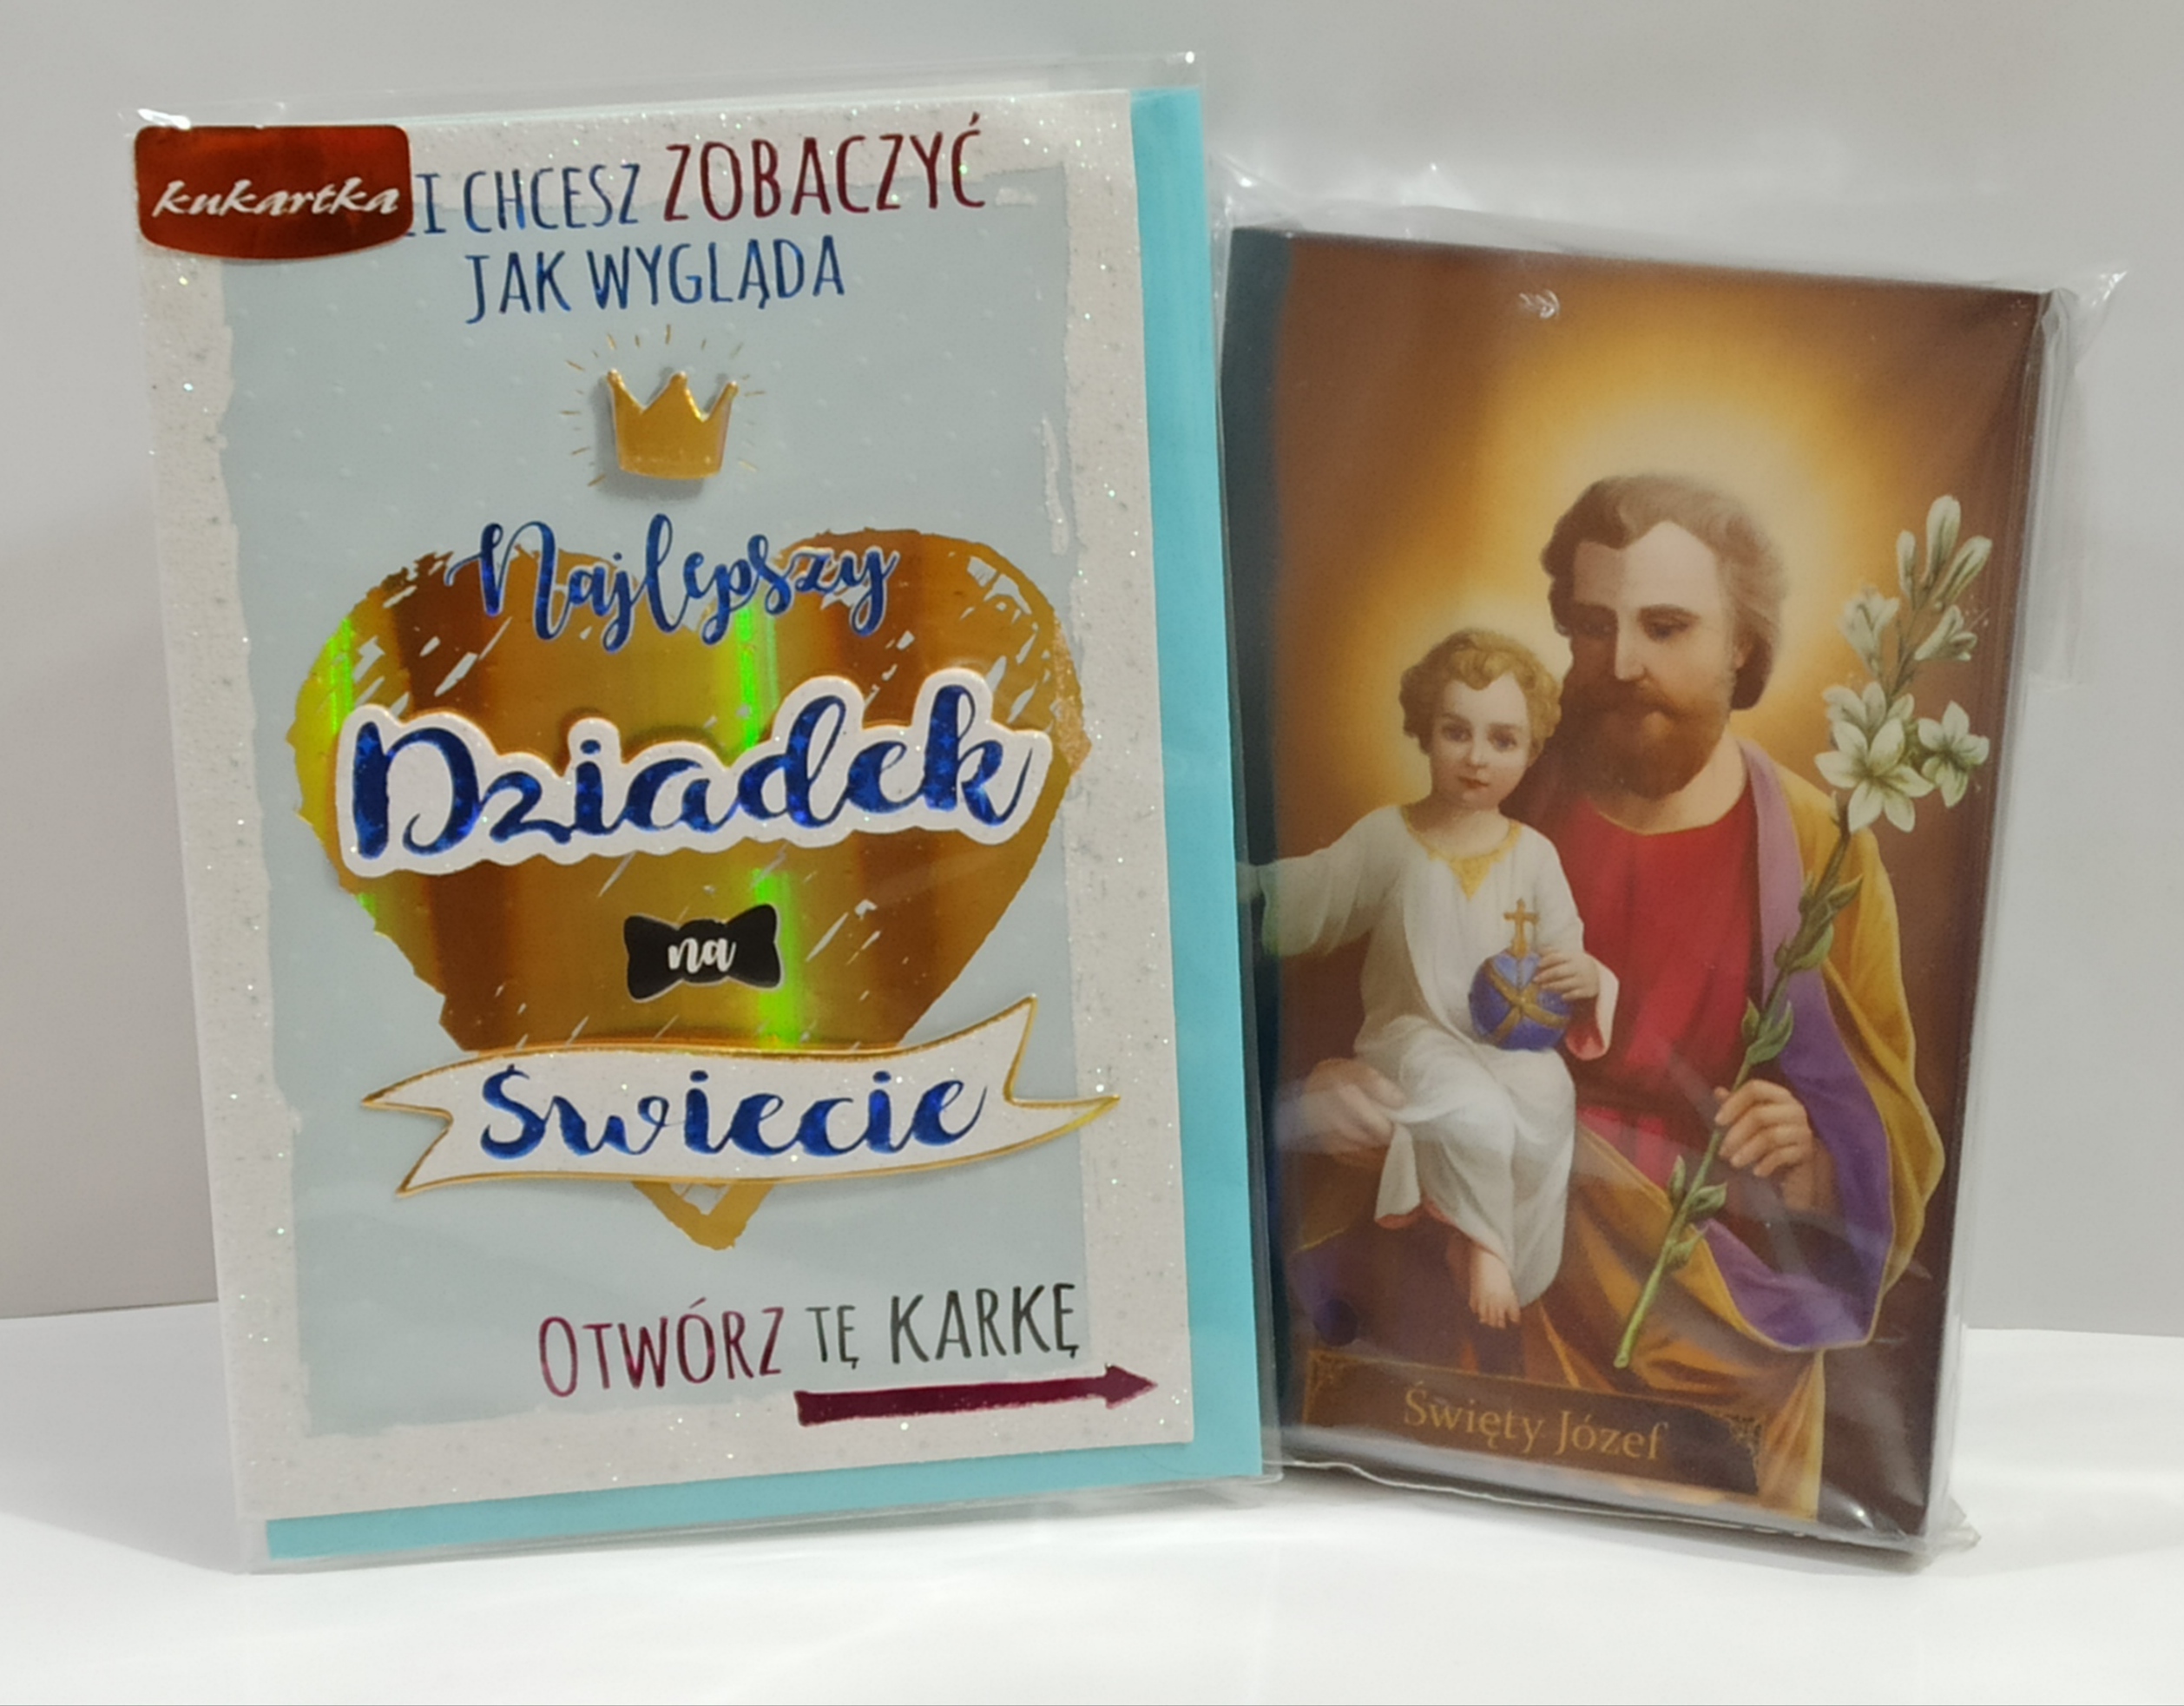 kukartka
I CHCESZ ZOBACZYĆ
JAK WYGLĄDA
Najlepszy
Dziadek
na
Świecie
OTWÓRZ TĘ KARKĘ
Święty Józef